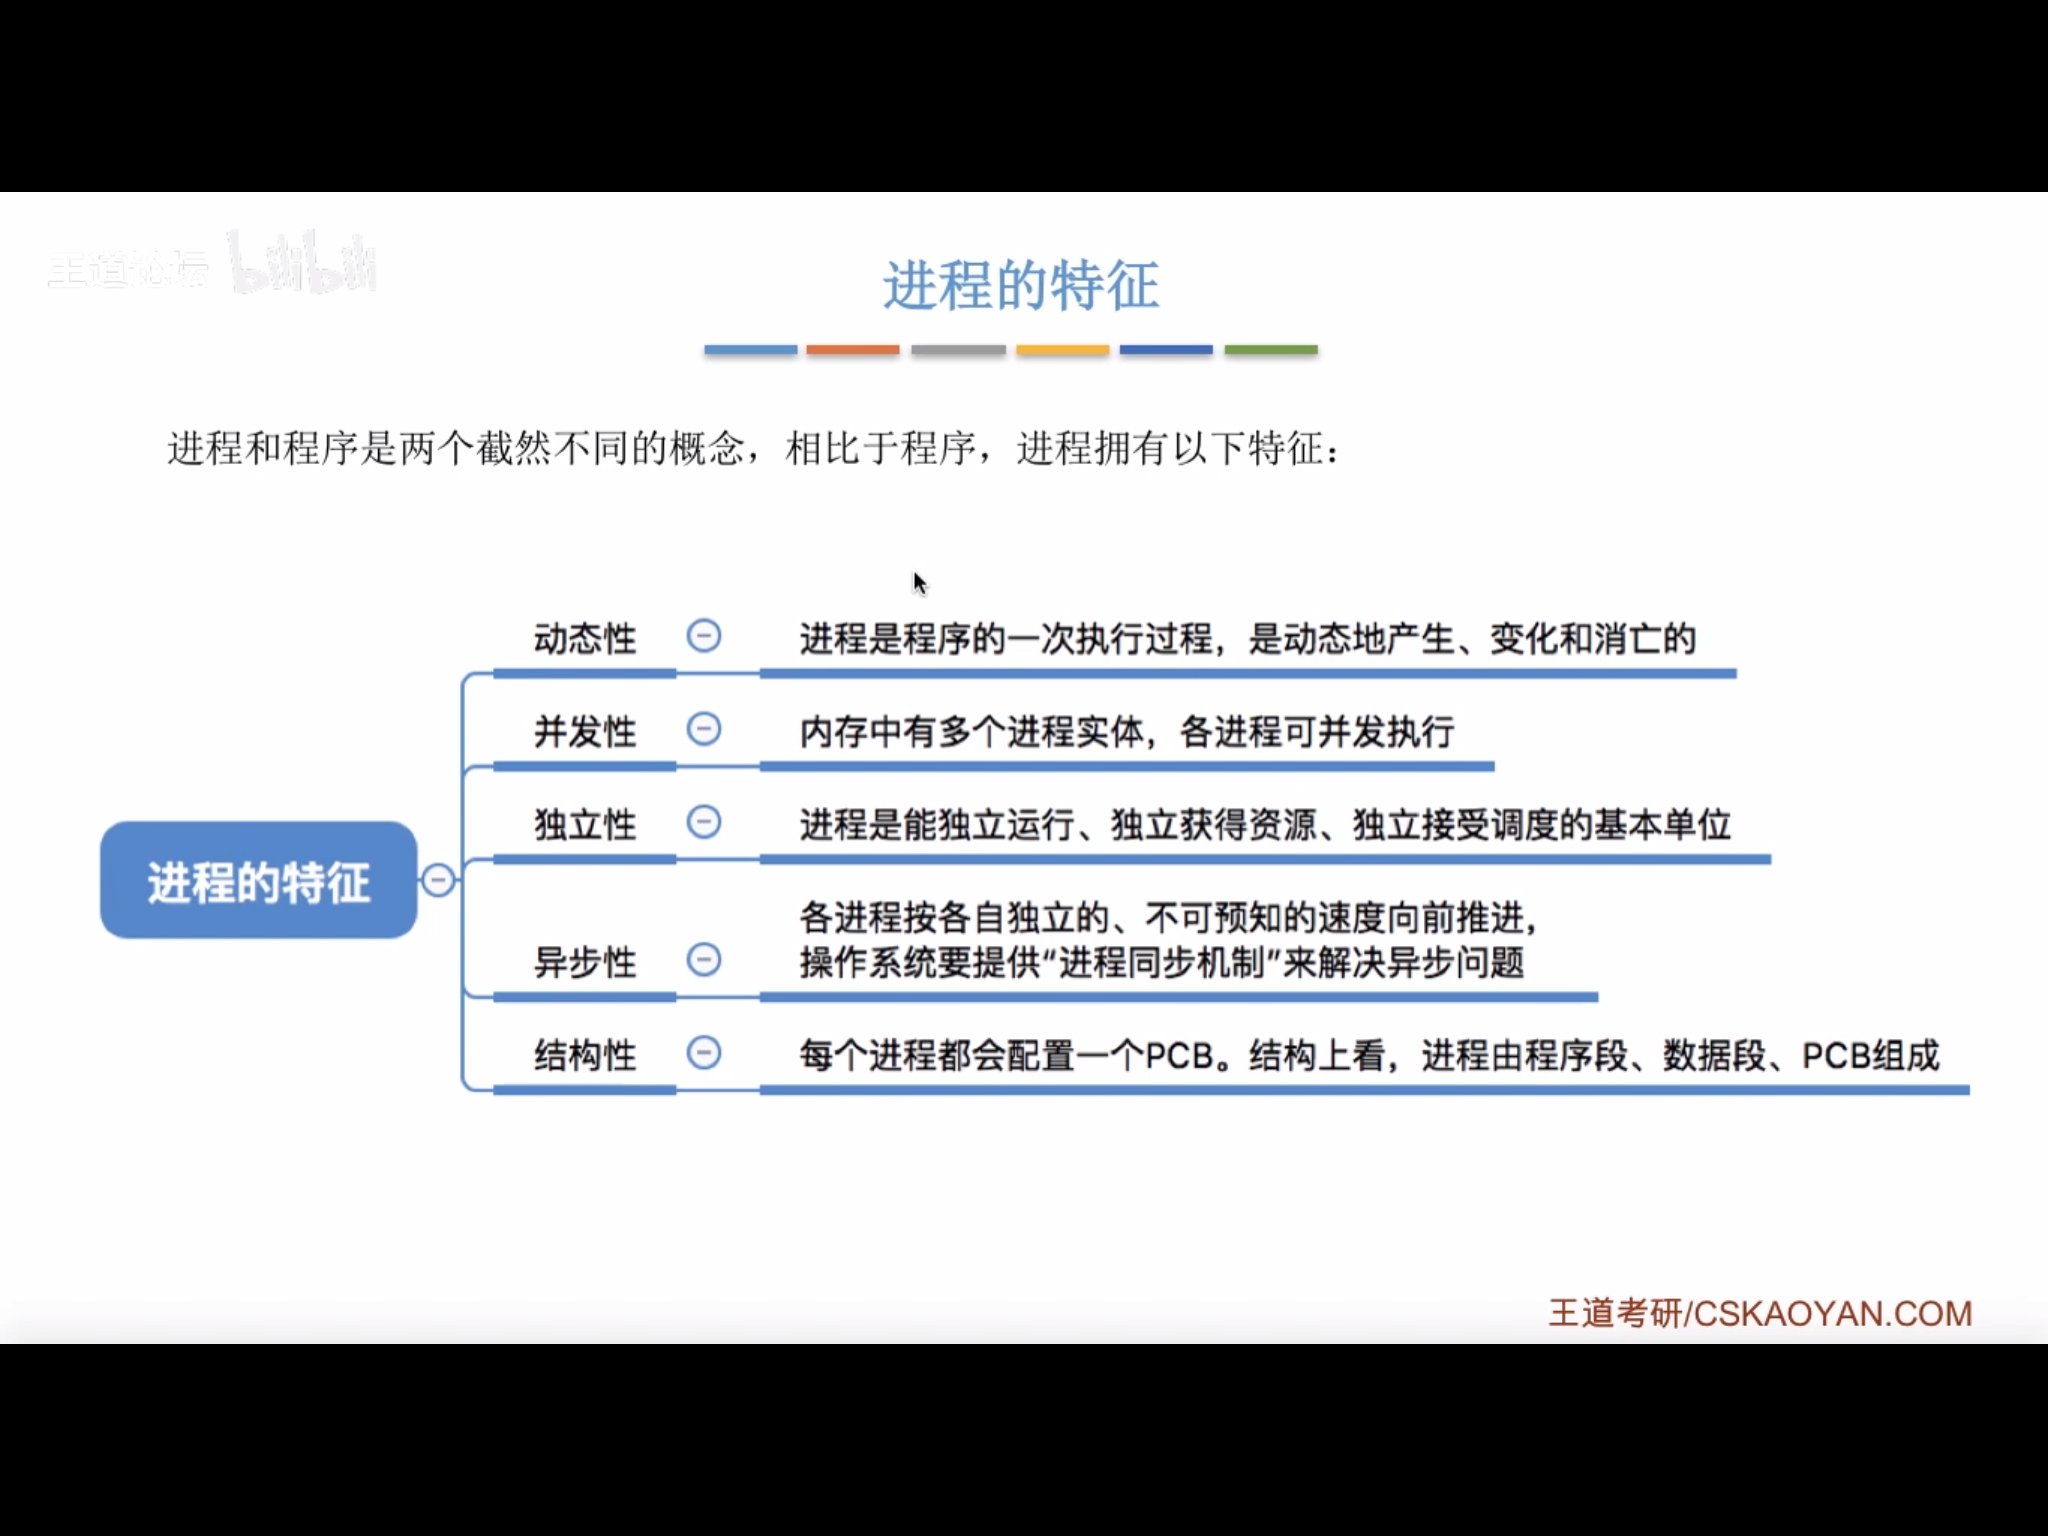 王道论坛 bilibili
进程的特征
进程和程序是两个截然不同的概念，相比于程序，进程拥有以下特征：
动态性 进程是程序的一次执行过程，是动态地产生、变化和消亡的
并发性 内存中有多个进程实体，各进程可并发执行
独立性 进程是能独立运行、独立获得资源、独立接受调度的基本单位
进程的特征
各进程按各自独立的、不可预知的速度向前推进，
异步性 操作系统要提供“进程同步机制”来解决异步问题
结构性 每个进程都会配置一个PCB。结构上看，进程由程序段、数据段、PCB组成
王道考研/CSKAOYAN.COM